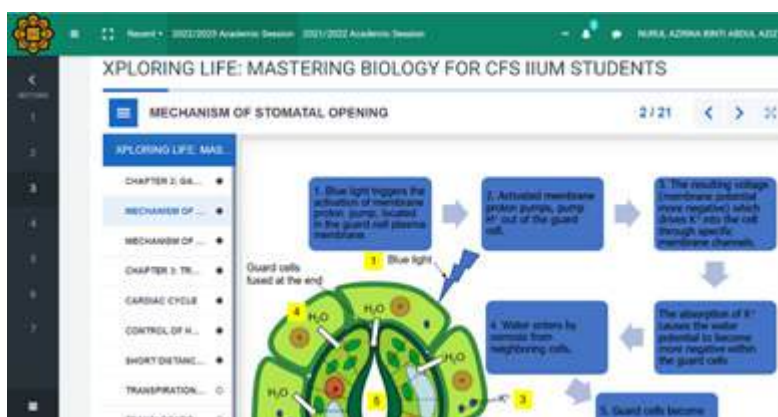 Recent
2022/2023 Academic Session
2021/2022 Academic Session
NURUL AZRINA BINTI ABDUL AZIZ
XPLORING LIFE: MASTERING BIOLOGY FOR CFS IIUM STUDENTS
MECHANISM OF STOMATAL OPENING
2 / 21
1
2
3
4
5
6
7
XPLORING LIFE: MAS...
CHAPTER 2: GA...
MECHANISM OF ...
MECHANISM OF ...
CHAPTER 3: TR...
CARDIAC CYCLE
CONTROL OF H...
SHORT DISTANC...
TRANSPIRATION...
1. Blue light triggers the
activation of membrane
proton pump, located
in the guard cell plasma
membrane.
2. Activated membrane
proton pumps, pump
H⁺ out of the guard
cell.
3. The resulting voltage
(membrane potential
more negative) which
drives K⁺ into the cell
through specific
membrane channels.
The absorption of K⁺
causes the water
potential to become
more negative within
the guard cells
4. Water enters by
osmosis from
neighboring cells.
5. Guard cells become
1 Blue light
Guard cells
fused at the end
4
H₂O
H₂O
H₂O
H₂O
5
K⁺
3